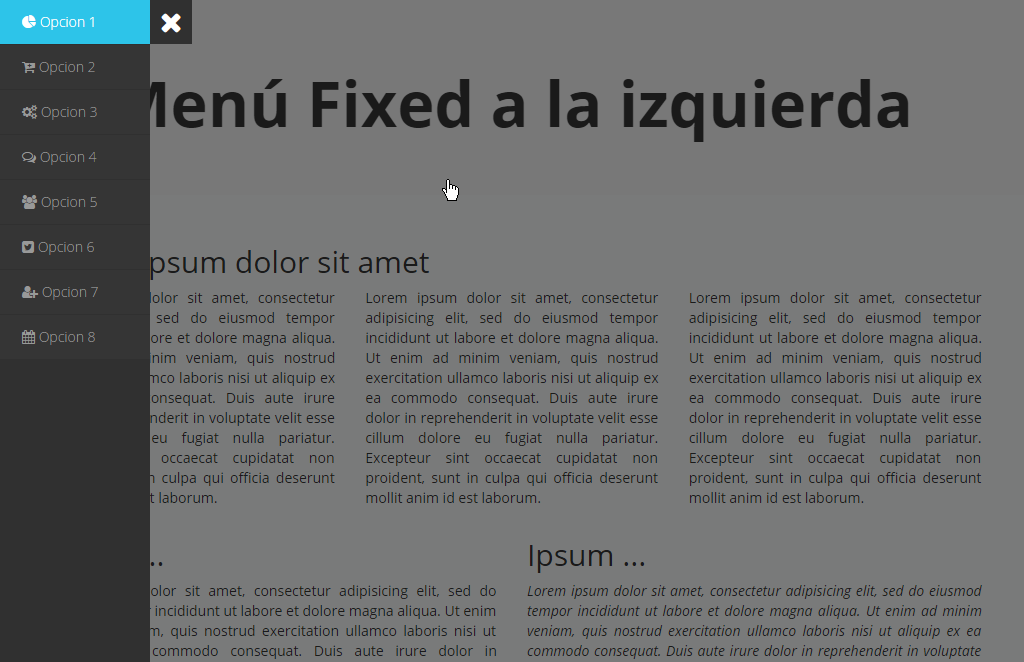 Opcion 1
Opcion 2
Opcion 3
Opcion 4
Opcion 5
Opcion 6
Opcion 7
Opcion 8
Menú Fixed a la izquierda
psum dolor sit amet
dolor sit amet, consectetur
sed do eiusmod tempor
ore et dolore magna aliqua.
nim veniam, quis nostrud
mco laboris nisi ut aliquip ex
consequat. Duis aute irure
nderit in voluptate velit esse
eu fugiat nulla pariatur.
occaecat cupidatat non
n culpa qui officia deserunt
t laborum.
Lorem ipsum dolor sit amet, consectetur
adipisicing elit, sed do eiusmod tempor
incididunt ut labore et dolore magna aliqua.
Ut enim ad minim veniam, quis nostrud
exercitation ullamco laboris nisi ut aliquip ex
ea commodo consequat. Duis aute irure
dolor in reprehenderit in voluptate velit esse
cillum dolore eu fugiat nulla pariatur.
Excepteur sint occaecat cupidatat non
proident, sunt in culpa qui officia deserunt
mollit anim id est laborum.
Lorem ipsum dolor sit amet, consectetur
adipisicing elit, sed do eiusmod tempor
incididunt ut labore et dolore magna aliqua.
Ut enim ad minim veniam, quis nostrud
exercitation ullamco laboris nisi ut aliquip ex
ea commodo consequat. Duis aute irure
dolor in reprehenderit in voluptate velit esse
cillum dolore eu fugiat nulla pariatur.
Excepteur sint occaecat cupidatat non
proident, sunt in culpa qui officia deserunt
mollit anim id est laborum.
..
olor sit amet, consectetur adipisicing elit, sed do
incididunt ut labore et dolore magna aliqua. Ut enim
m, quis nostrud exercitation ullamco laboris nisi ut
commodo consequat. Duis aute irure dolor in
Ipsum ...
Lorem ipsum dolor sit amet, consectetur adipisicing elit, sed do eiusmod
tempor incididunt ut labore et dolore magna aliqua. Ut enim ad minim
veniam, quis nostrud exercitation ullamco laboris nisi ut aliquip ex ea
commodo consequat. Duis aute irure dolor in reprehenderit in voluptate